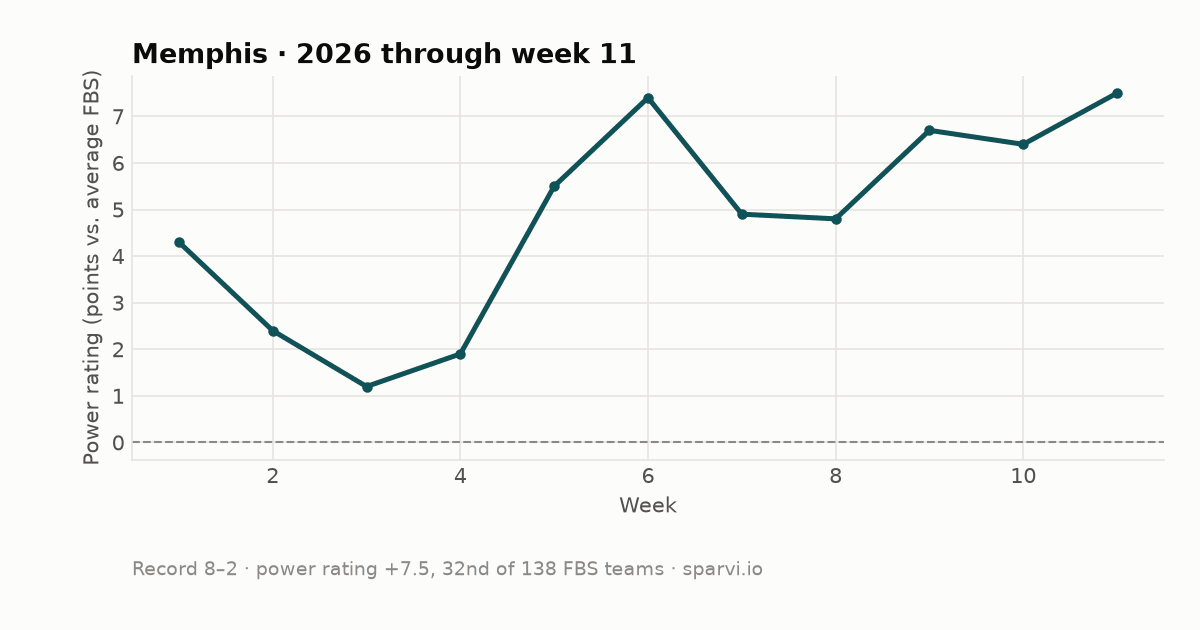 Memphis · 2026 through week 11
Power rating (points vs. average FBS)
7
6
5
4
3
2
1
0
2 4 6 8 10
Week
Record 8–2 · power rating +7.5, 32nd of 138 FBS teams · sparvi.io